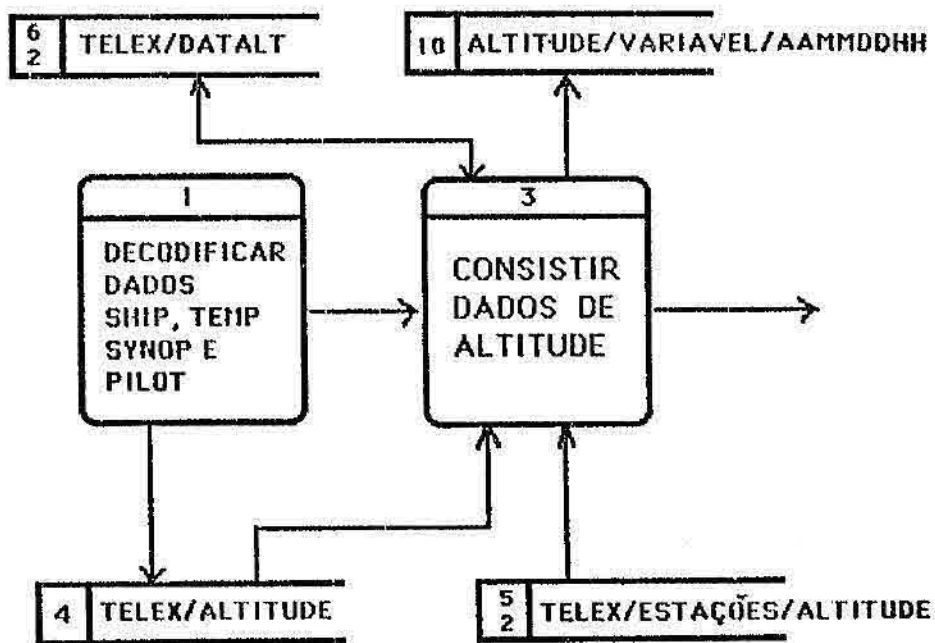 6
2
TELEX/DATALT
10
ALTITUDE/VARIAVEL/AAMMDDHH
1
DECODIFICAR
DADOS
SHIP, TEMP
SYNOP E
PILOT
3
CONSISTIR
DADOS DE
ALTITUDE
4
TELEX/ALTITUDE
5
2
TELEX/ESTAÇÕES/ALTITUDE